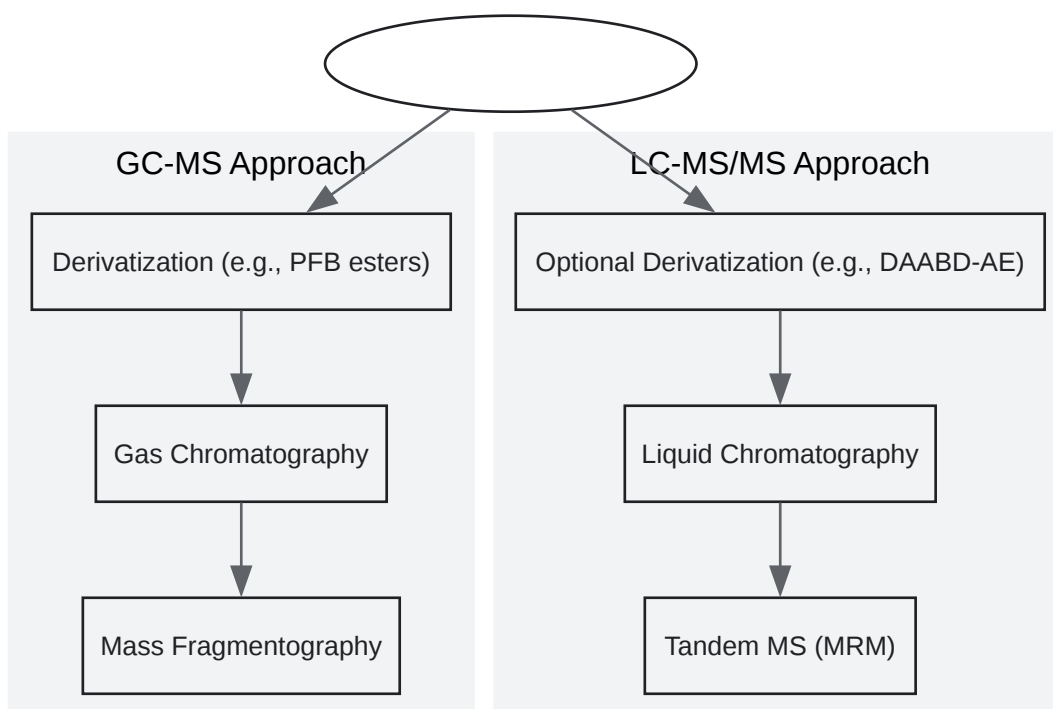 GC-MS Approach
LC-MS/MS Approach
Derivatization (e.g., PFB esters)
Optional Derivatization (e.g., DAABD-AE)
Gas Chromatography
Liquid Chromatography
Mass Fragmentography
Tandem MS (MRM)